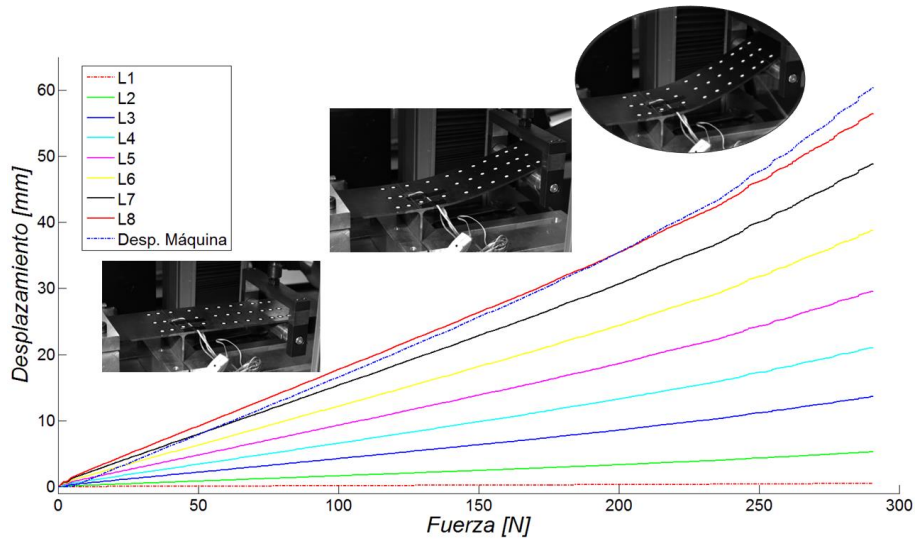 L1
L2
L3
L4
L5
L6
L7
L8
Desp. Máquina
Desplazamiento [mm]
60
50
40
30
20
10
0
0 50 100 150 200 250 300
Fuerza [N]